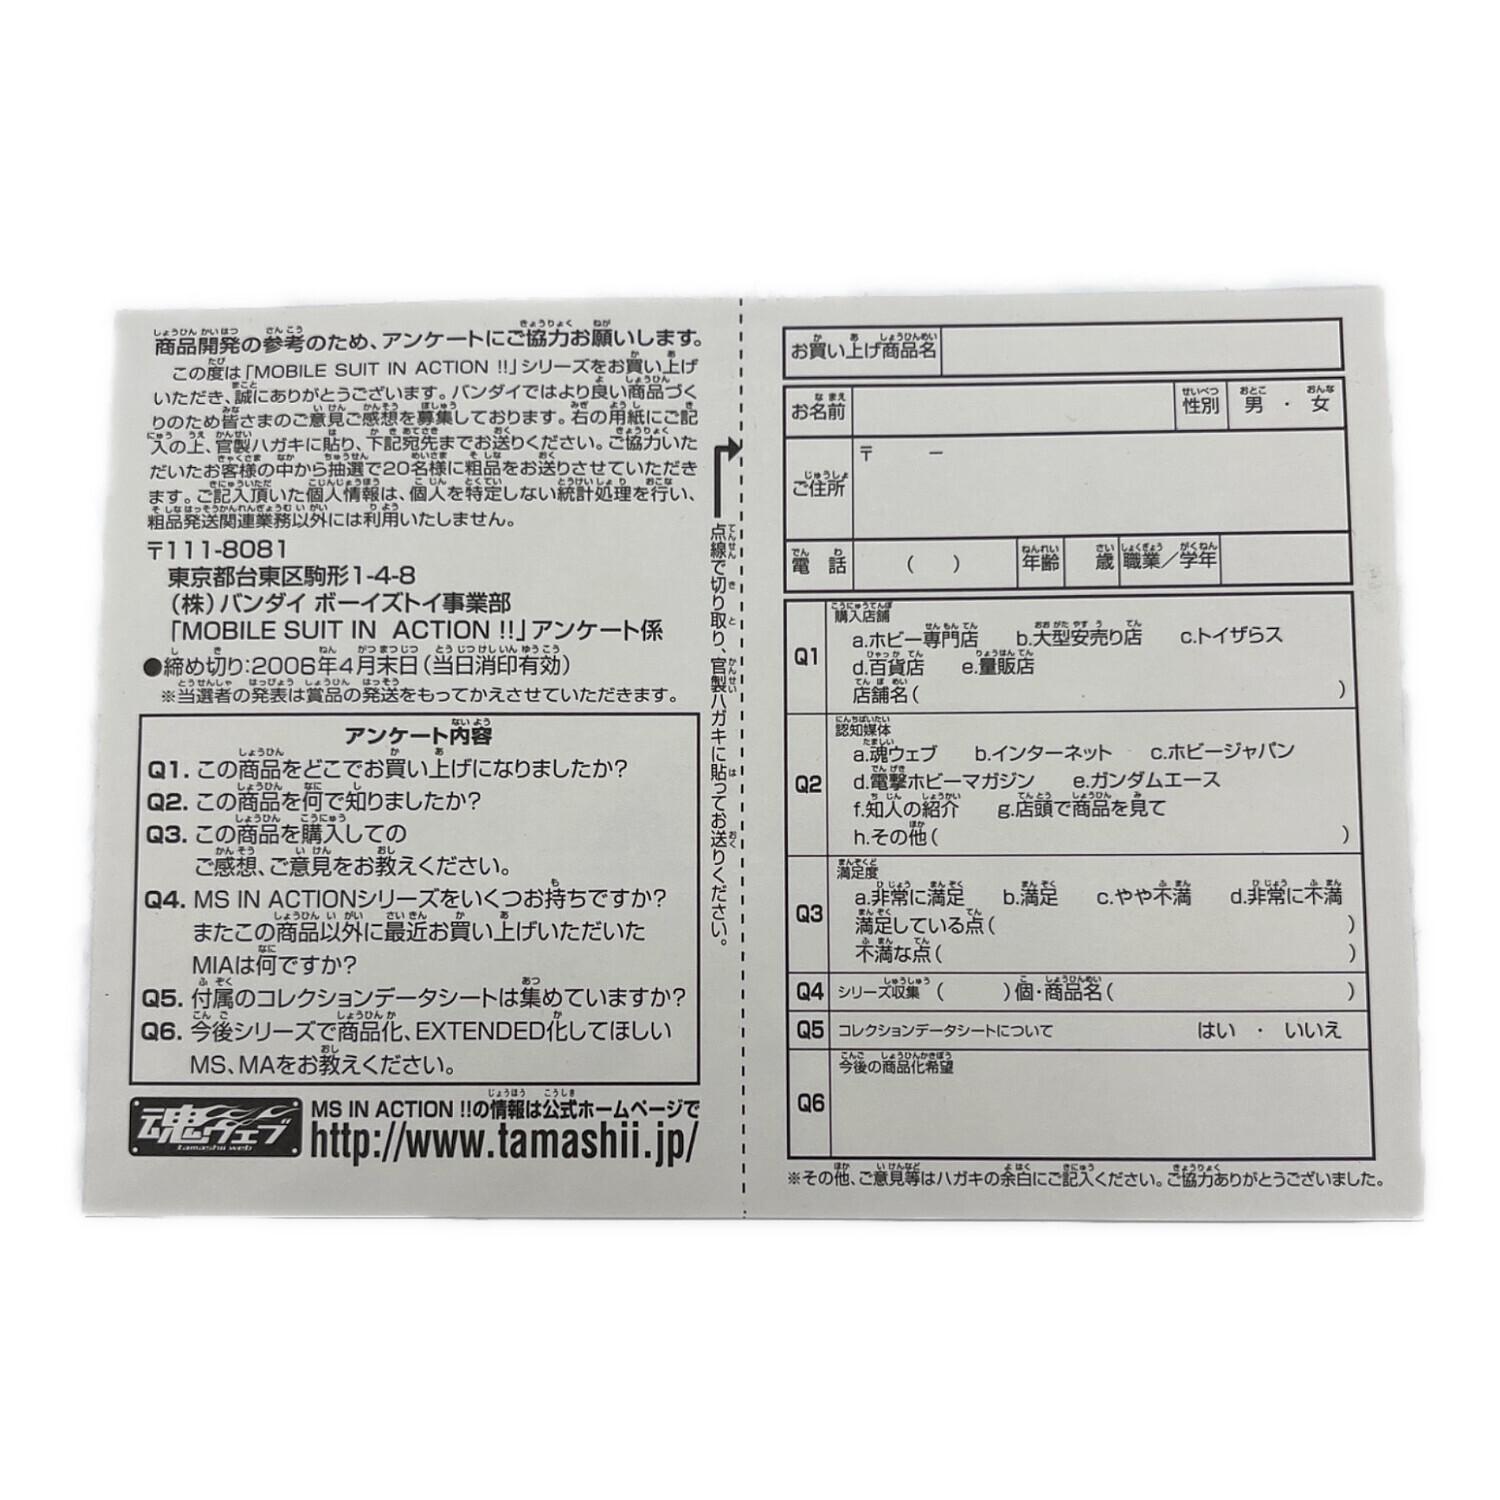 商品開発の参考のため、アンケートにご協力お願いします。
この度は「MOBILE SUIT IN ACTION !!」シリーズをお買い上げ
いただき、誠にありがとうございます。バンダイではより良い商品づく
りのため皆さまのご意見ご感想を募集しております。右の用紙にご記
入の上、官製ハガキに貼り、下記宛先までお送りください。ご協力いた
だいたお客様の中から抽選で20名様に粗品をお送りさせていただき
ます。ご記入頂いた個人情報は、個人を特定しない統計処理を行い、
粗品発送関連業務以外には利用いたしません。
〒111-8081
東京都台東区駒形1-4-8
（株）バンダイ ボーイズトイ事業部
「MOBILE SUIT IN ACTION !!」アンケート係
●締め切り:2006年4月末日（当日消印有効）
※当選者の発表は賞品の発送をもってかえさせていただきます。
アンケート内容
Q1. この商品をどこでお買い上げになりましたか?
Q2. この商品を何で知りましたか?
Q3. この商品を購入しての
ご感想、ご意見をお教えください。
Q4. MS IN ACTIONシリーズをいくつお持ちですか?
またこの商品以外に最近お買い上げいただいた
MIAは何ですか?
Q5. 付属のコレクションデータシートは集めていますか?
Q6. 今後シリーズで商品化、EXTENDED化してほしい
MS、MAをお教えください。
魂ウェブ
tamashii web
MS IN ACTION !!の情報は公式ホームページで
http://www.tamashii.jp/
点線で切り取り、官製ハガキに貼ってお送りください。
お買い上げ商品名
お名前
性別
男 ・ 女
ご住所
〒 －
電話
( )
年齢
歳
職業／学年
Q1
購入店舗
a.ホビー専門店 b.大型安売り店 c.トイザらス
d.百貨店 e.量販店
店舗名( )
Q2
認知媒体
a.魂ウェブ b.インターネット c.ホビージャパン
d.電撃ホビーマガジン e.ガンダムエース
f.知人の紹介 g.店頭で商品を見て
h.その他( )
Q3
満足度
a.非常に満足 b.満足 c.やや不満 d.非常に不満
満足している点( )
不満な点( )
Q4
シリーズ収集 ( )個・商品名( )
Q5
コレクションデータシートについて はい ・ いいえ
Q6
今後の商品化希望
※その他、ご意見等はハガキの余白にご記入ください。ご協力ありがとうございました。